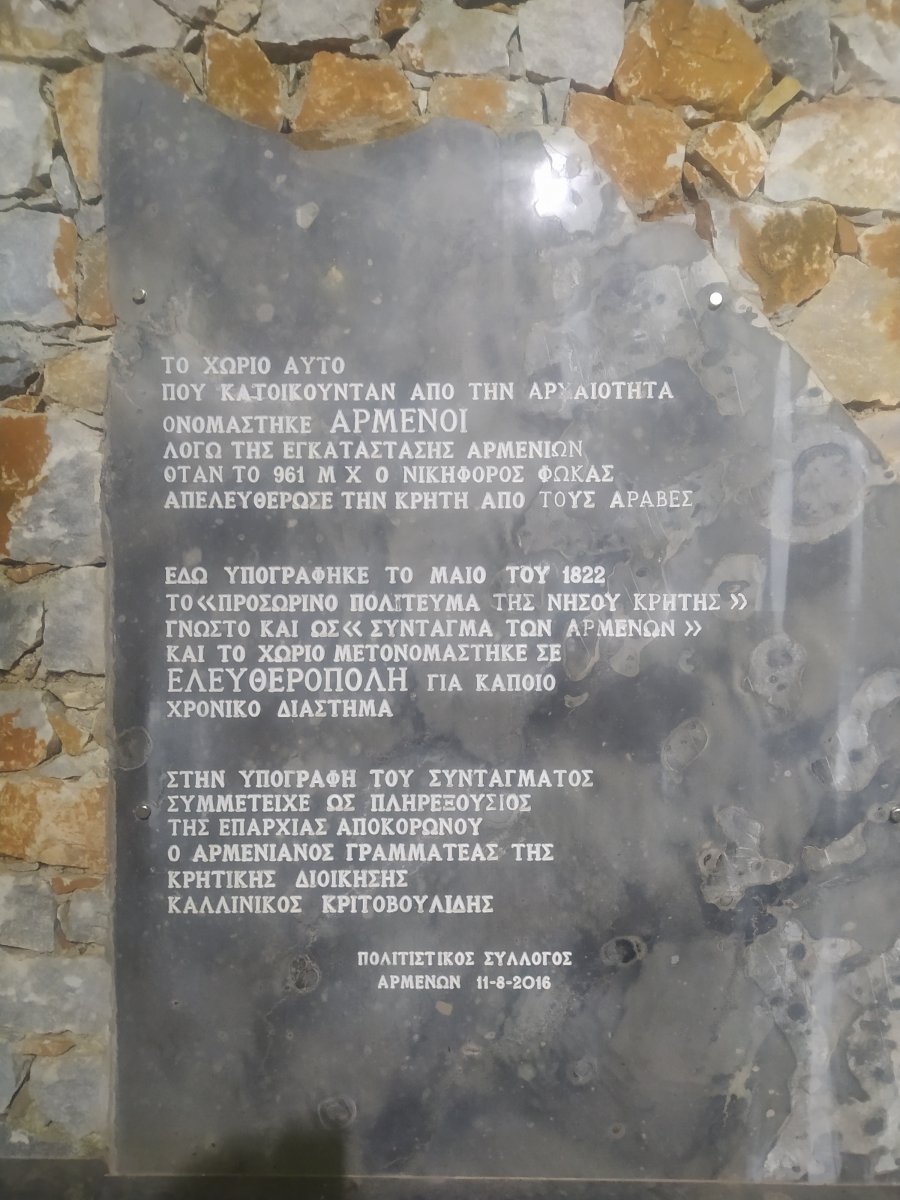 ΤΟ ΧΩΡΙΟ ΑΥΤΟ
ΠΟΥ ΚΑΤΟΙΚΟΥΝΤΑΝ ΑΠΟ ΤΗΝ ΑΡΧΑΙΟΤΗΤΑ
ΟΝΟΜΑΣΤΗΚΕ ΑΡΜΕΝΟΙ
ΛΟΓΩ ΤΗΣ ΕΓΚΑΤΑΣΤΑΣΗΣ ΑΡΜΕΝΙΩΝ
ΟΤΑΝ ΤΟ 961 Μ Χ Ο ΝΙΚΗΦΟΡΟΣ ΦΩΚΑΣ
ΑΠΕΛΕΥΘΕΡΩΣΕ ΤΗΝ ΚΡΗΤΗ ΑΠΟ ΤΟΥΣ ΑΡΑΒΕΣ
ΕΔΩ ΥΠΟΓΡΑΦΗΚΕ ΤΟ ΜΑΙΟ ΤΟΥ 1822
ΤΟ «ΠΡΟΣΩΡΙΝΟ ΠΟΛΙΤΕΥΜΑ ΤΗΣ ΝΗΣΟΥ ΚΡΗΤΗΣ »
ΓΝΩΣΤΟ ΚΑΙ ΩΣ « ΣΥΝΤΑΓΜΑ ΤΩΝ ΑΡΜΕΝΩΝ »
ΚΑΙ ΤΟ ΧΩΡΙΟ ΜΕΤΟΝΟΜΑΣΤΗΚΕ ΣΕ
ΕΛΕΥΘΕΡΟΠΟΛΗ ΓΙΑ ΚΑΠΟΙΟ
ΧΡΟΝΙΚΟ ΔΙΑΣΤΗΜΑ
ΣΤΗΝ ΥΠΟΓΡΑΦΗ ΤΟΥ ΣΥΝΤΑΓΜΑΤΟΣ
ΣΥΜΜΕΤΕΙΧΕ ΩΣ ΠΛΗΡΕΞΟΥΣΙΟΣ
ΤΗΣ ΕΠΑΡΧΙΑΣ ΑΠΟΚΟΡΩΝΟΥ
Ο ΑΡΜΕΝΙΑΝΟΣ ΓΡΑΜΜΑΤΕΑΣ ΤΗΣ
ΚΡΗΤΙΚΗΣ ΔΙΟΙΚΗΣΗΣ
ΚΑΛΛΙΝΙΚΟΣ ΚΡΙΤΟΒΟΥΛΙΔΗΣ
ΠΟΛΙΤΙΣΤΙΚΟΣ ΣΥΛΛΟΓΟΣ
ΑΡΜΕΝΩΝ 11-8-2016